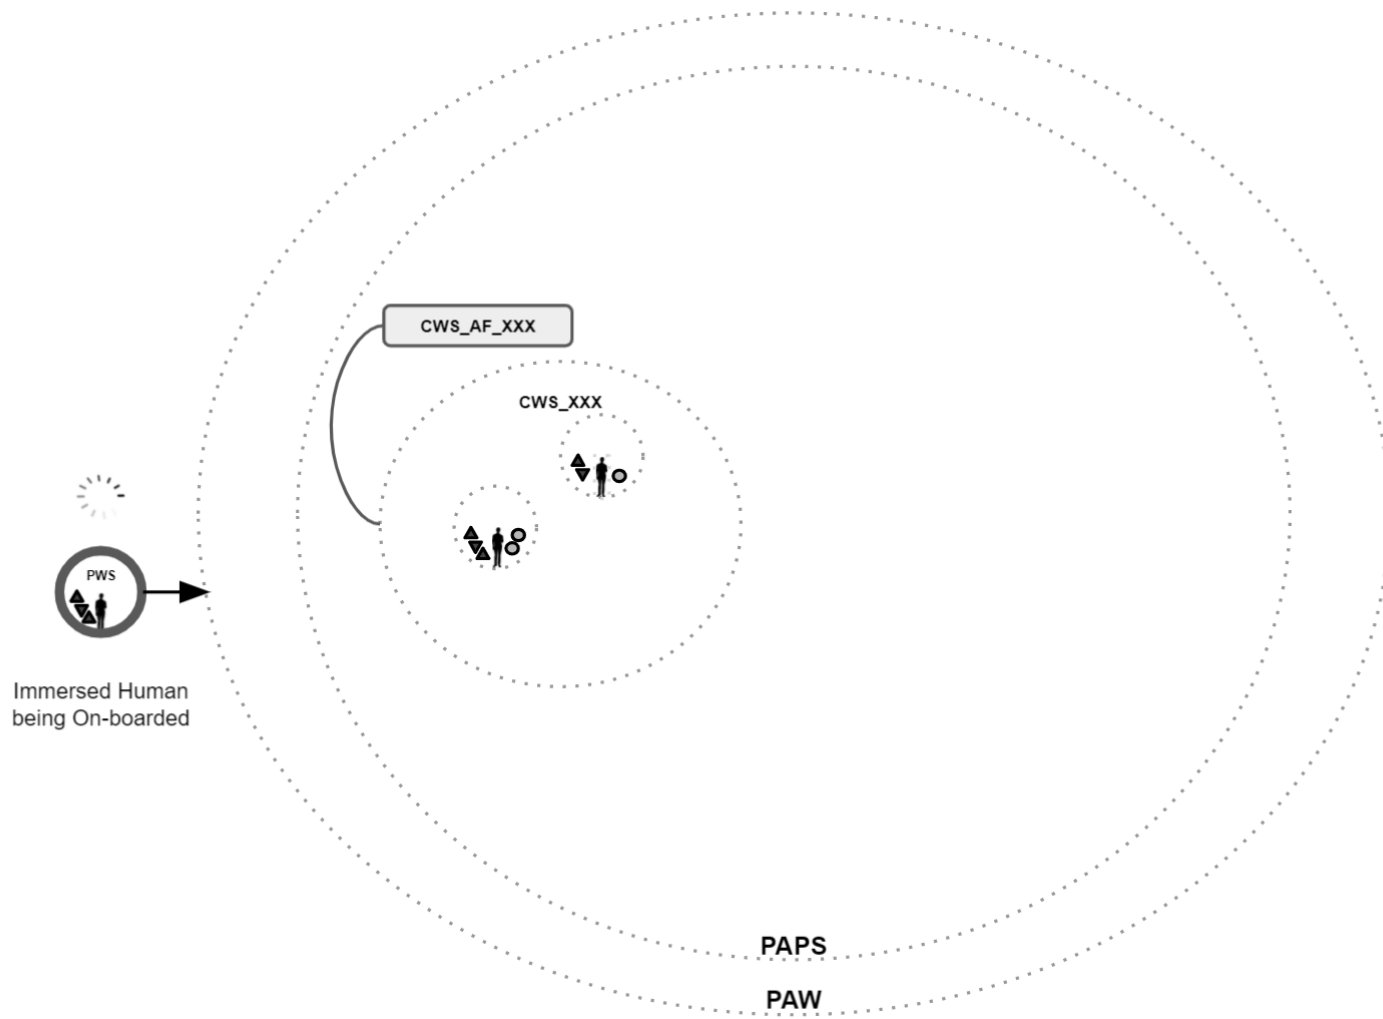 CWS_AF_XXX
CWS_XXX
PWS
Immersed Human
being On-boarded
PAPS
PAW